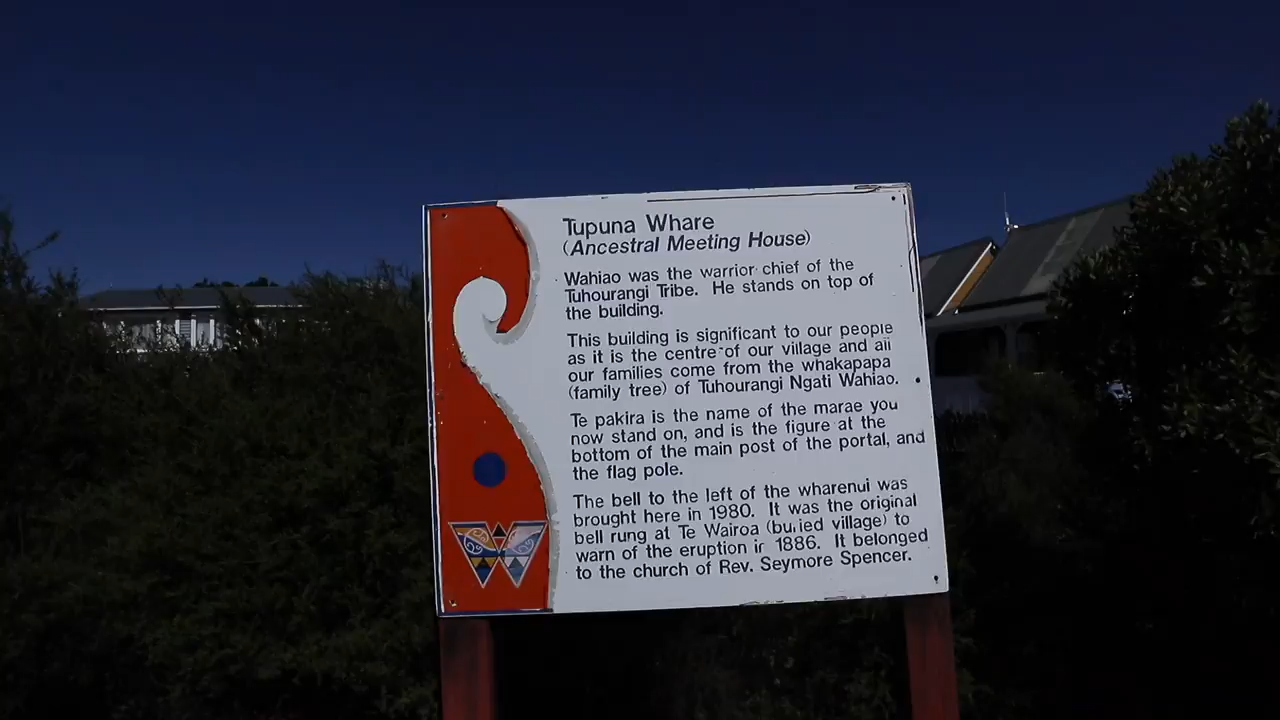 Tupuna Whare
(Ancestral Meeting House)
Wahiao was the warrior chief of the
Tuhourangi Tribe. He stands on top of
the building.
This building is significant to our people
as it is the centre of our village and all
our families come from the whakapapa
(family tree) of Tuhourangi Ngati Wahiao.
Te pakira is the name of the marae you
now stand on, and is the figure at the
bottom of the main post of the portal, and
the flag pole.
The bell to the left of the wharenui was
brought here in 1980. It was the original
bell rung at Te Wairoa (buried village) to
warn of the eruption in 1886. It belonged
to the church of Rev. Seymore Spencer.